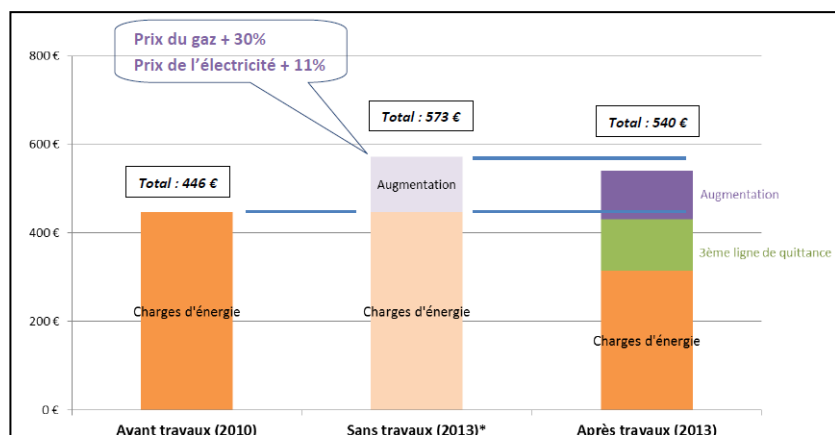 Prix du gaz + 30%
Prix de l'électricité + 11%
800 €
600 €
400 €
200 €
0 €
Total : 446 €
Total : 573 €
Total : 540 €
Charges d'énergie
Augmentation
Charges d'énergie
Charges d'énergie
Augmentation
3ème ligne de quittance
Avant travaux (2010)
Sans travaux (2013)*
Après travaux (2013)